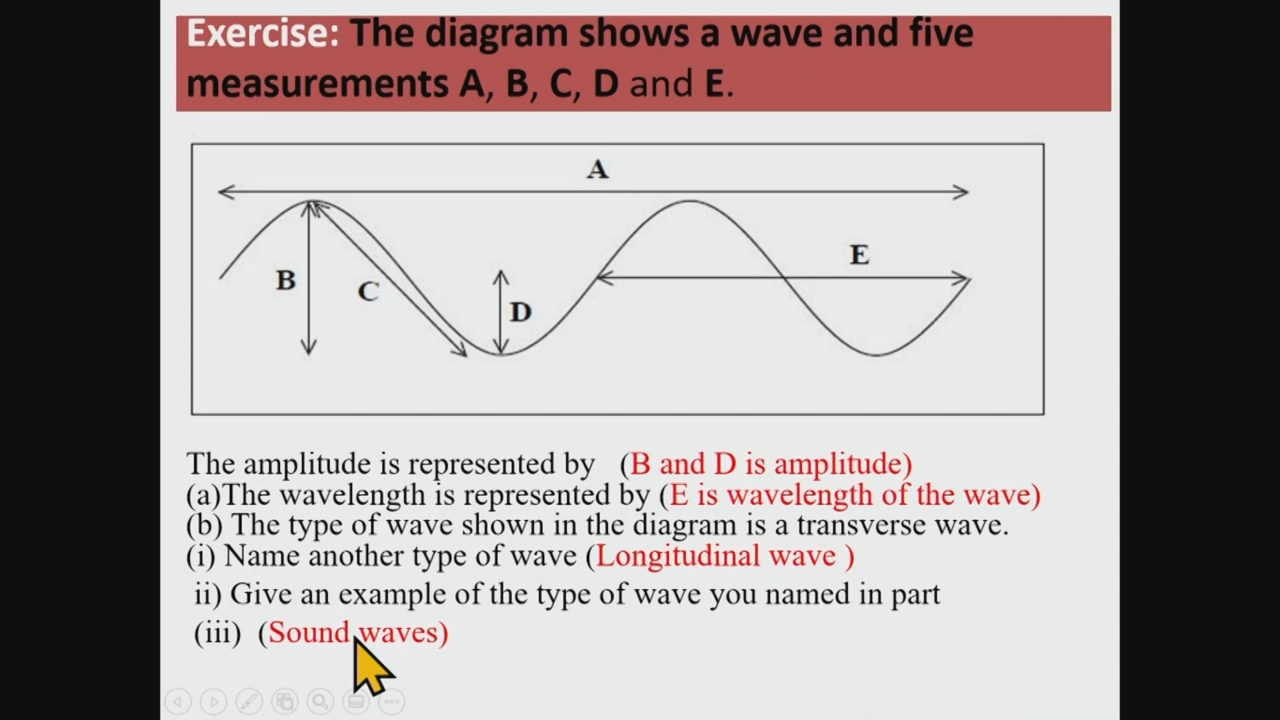 Exercise: The diagram shows a wave and five
measurements A, B, C, D and E.
A
B
C
D
E
The amplitude is represented by (B and D is amplitude)
(a)The wavelength is represented by (E is wavelength of the wave)
(b) The type of wave shown in the diagram is a transverse wave.
(i) Name another type of wave (Longitudinal wave )
ii) Give an example of the type of wave you named in part
(iii) (Sound waves)